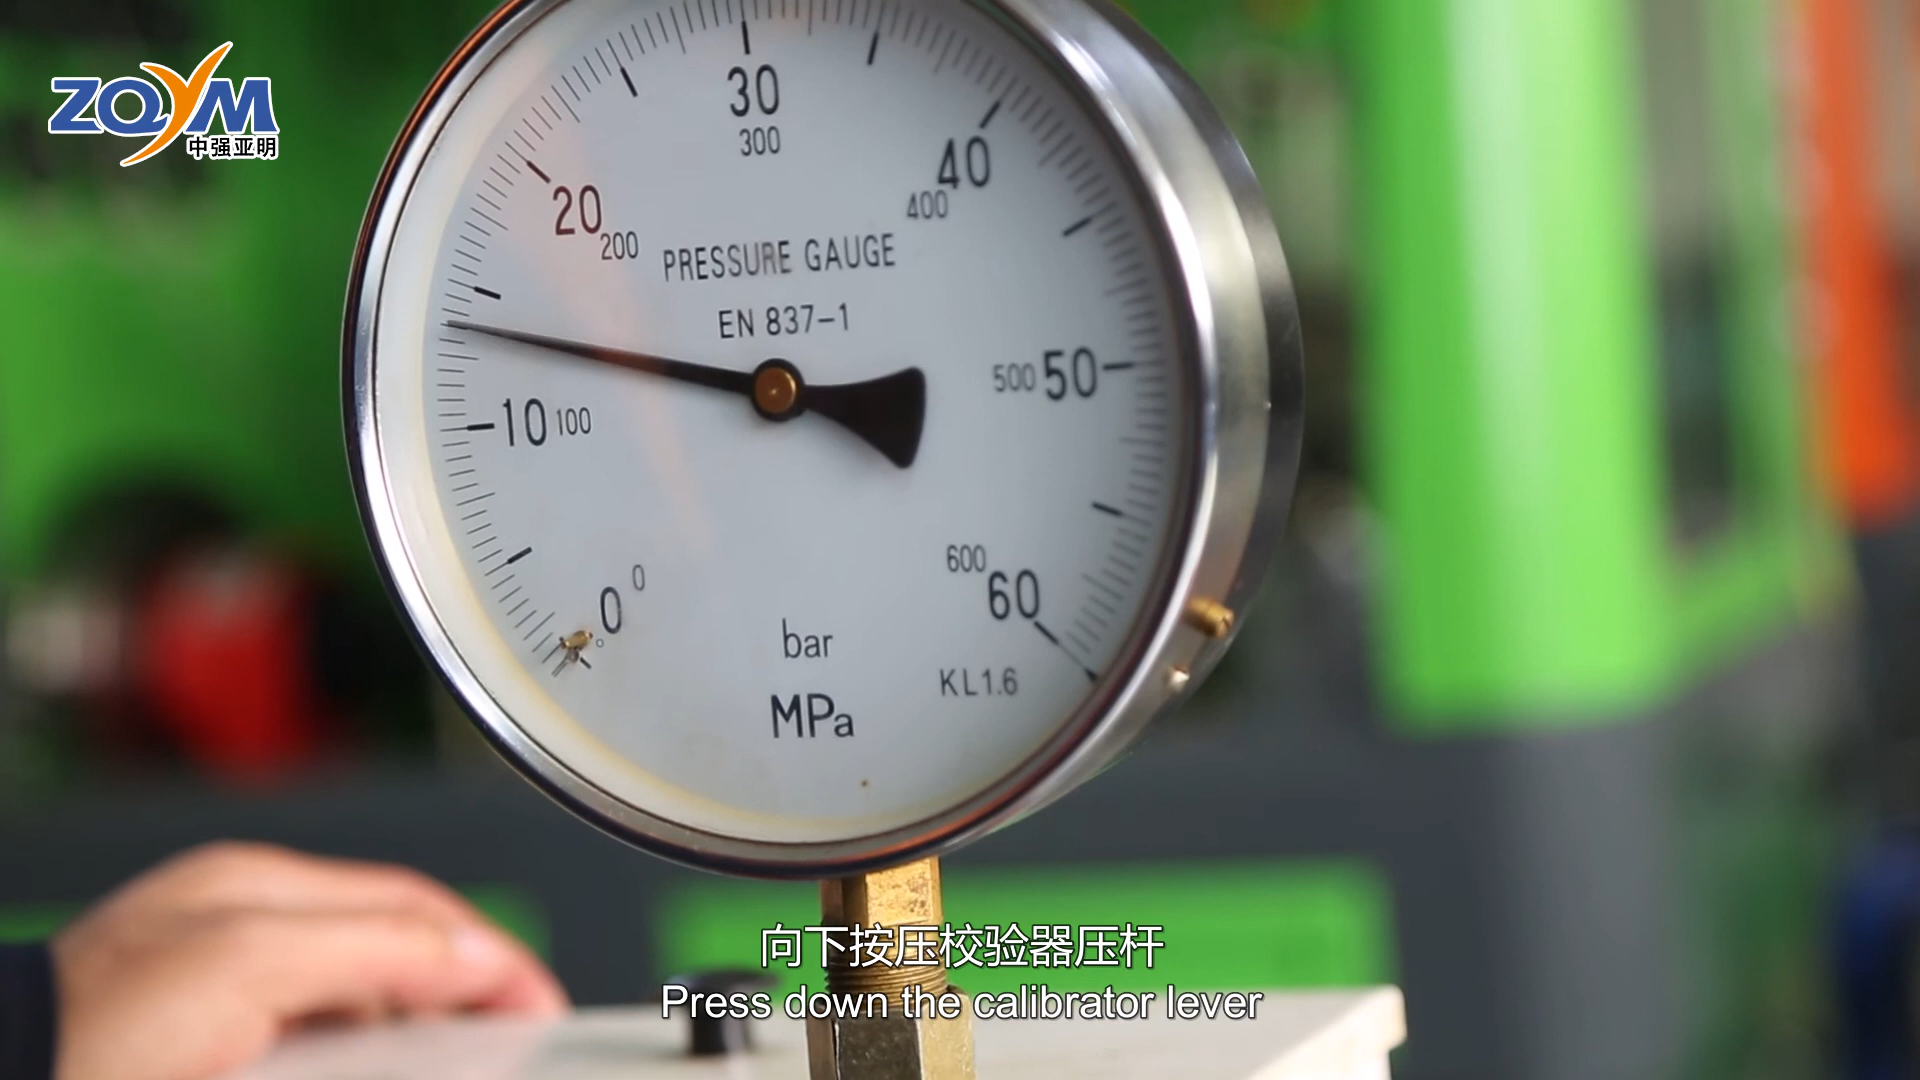 ZQYM
中强亚明
30
300
20
200
40
400
PRESSURE GAUGE
EN 837-1
10 100
500 50
0 0
600
60
bar
MPa
KL1.6
向下按压校验器压杆
Press down the calibrator lever